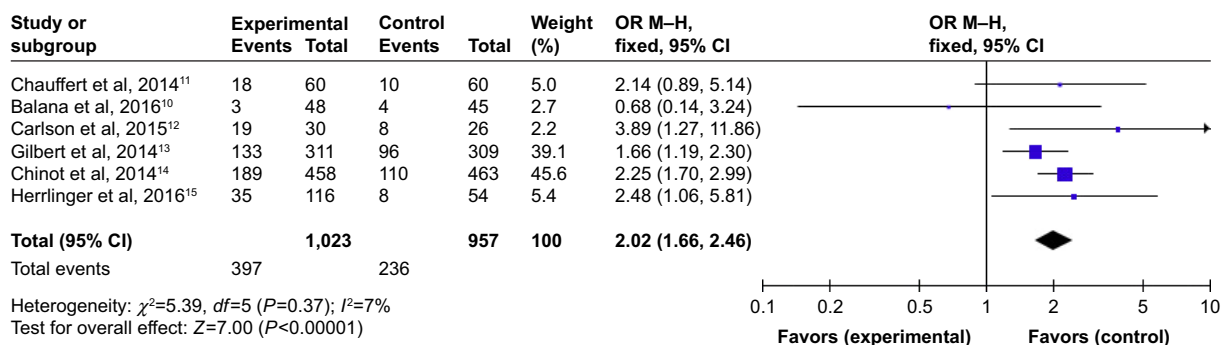 Study or subgroup Experimental Control Weight (%) OR M–H, fixed, 95% CI OR M–H, fixed, 95% CI
Events Total Events Total
Chauffert et al, 2014¹¹ 18 60 10 60 5.0 2.14 (0.89, 5.14)
Balana et al, 2016¹⁰ 3 48 4 45 2.7 0.68 (0.14, 3.24)
Carlson et al, 2015¹² 19 30 8 26 2.2 3.89 (1.27, 11.86)
Gilbert et al, 2014¹³ 133 311 96 309 39.1 1.66 (1.19, 2.30)
Chinot et al, 2014¹⁴ 189 458 110 463 45.6 2.25 (1.70, 2.99)
Herrlinger et al, 2016¹⁵ 35 116 8 54 5.4 2.48 (1.06, 5.81)
Total (95% CI) 1,023 957 100 2.02 (1.66, 2.46)
Total events 397 236
Heterogeneity: χ²=5.39, df=5 (P=0.37); I²=7%
Test for overall effect: Z=7.00 (P<0.00001)
0.1 0.2 0.5 1 2 5 10
Favors (experimental) Favors (control)